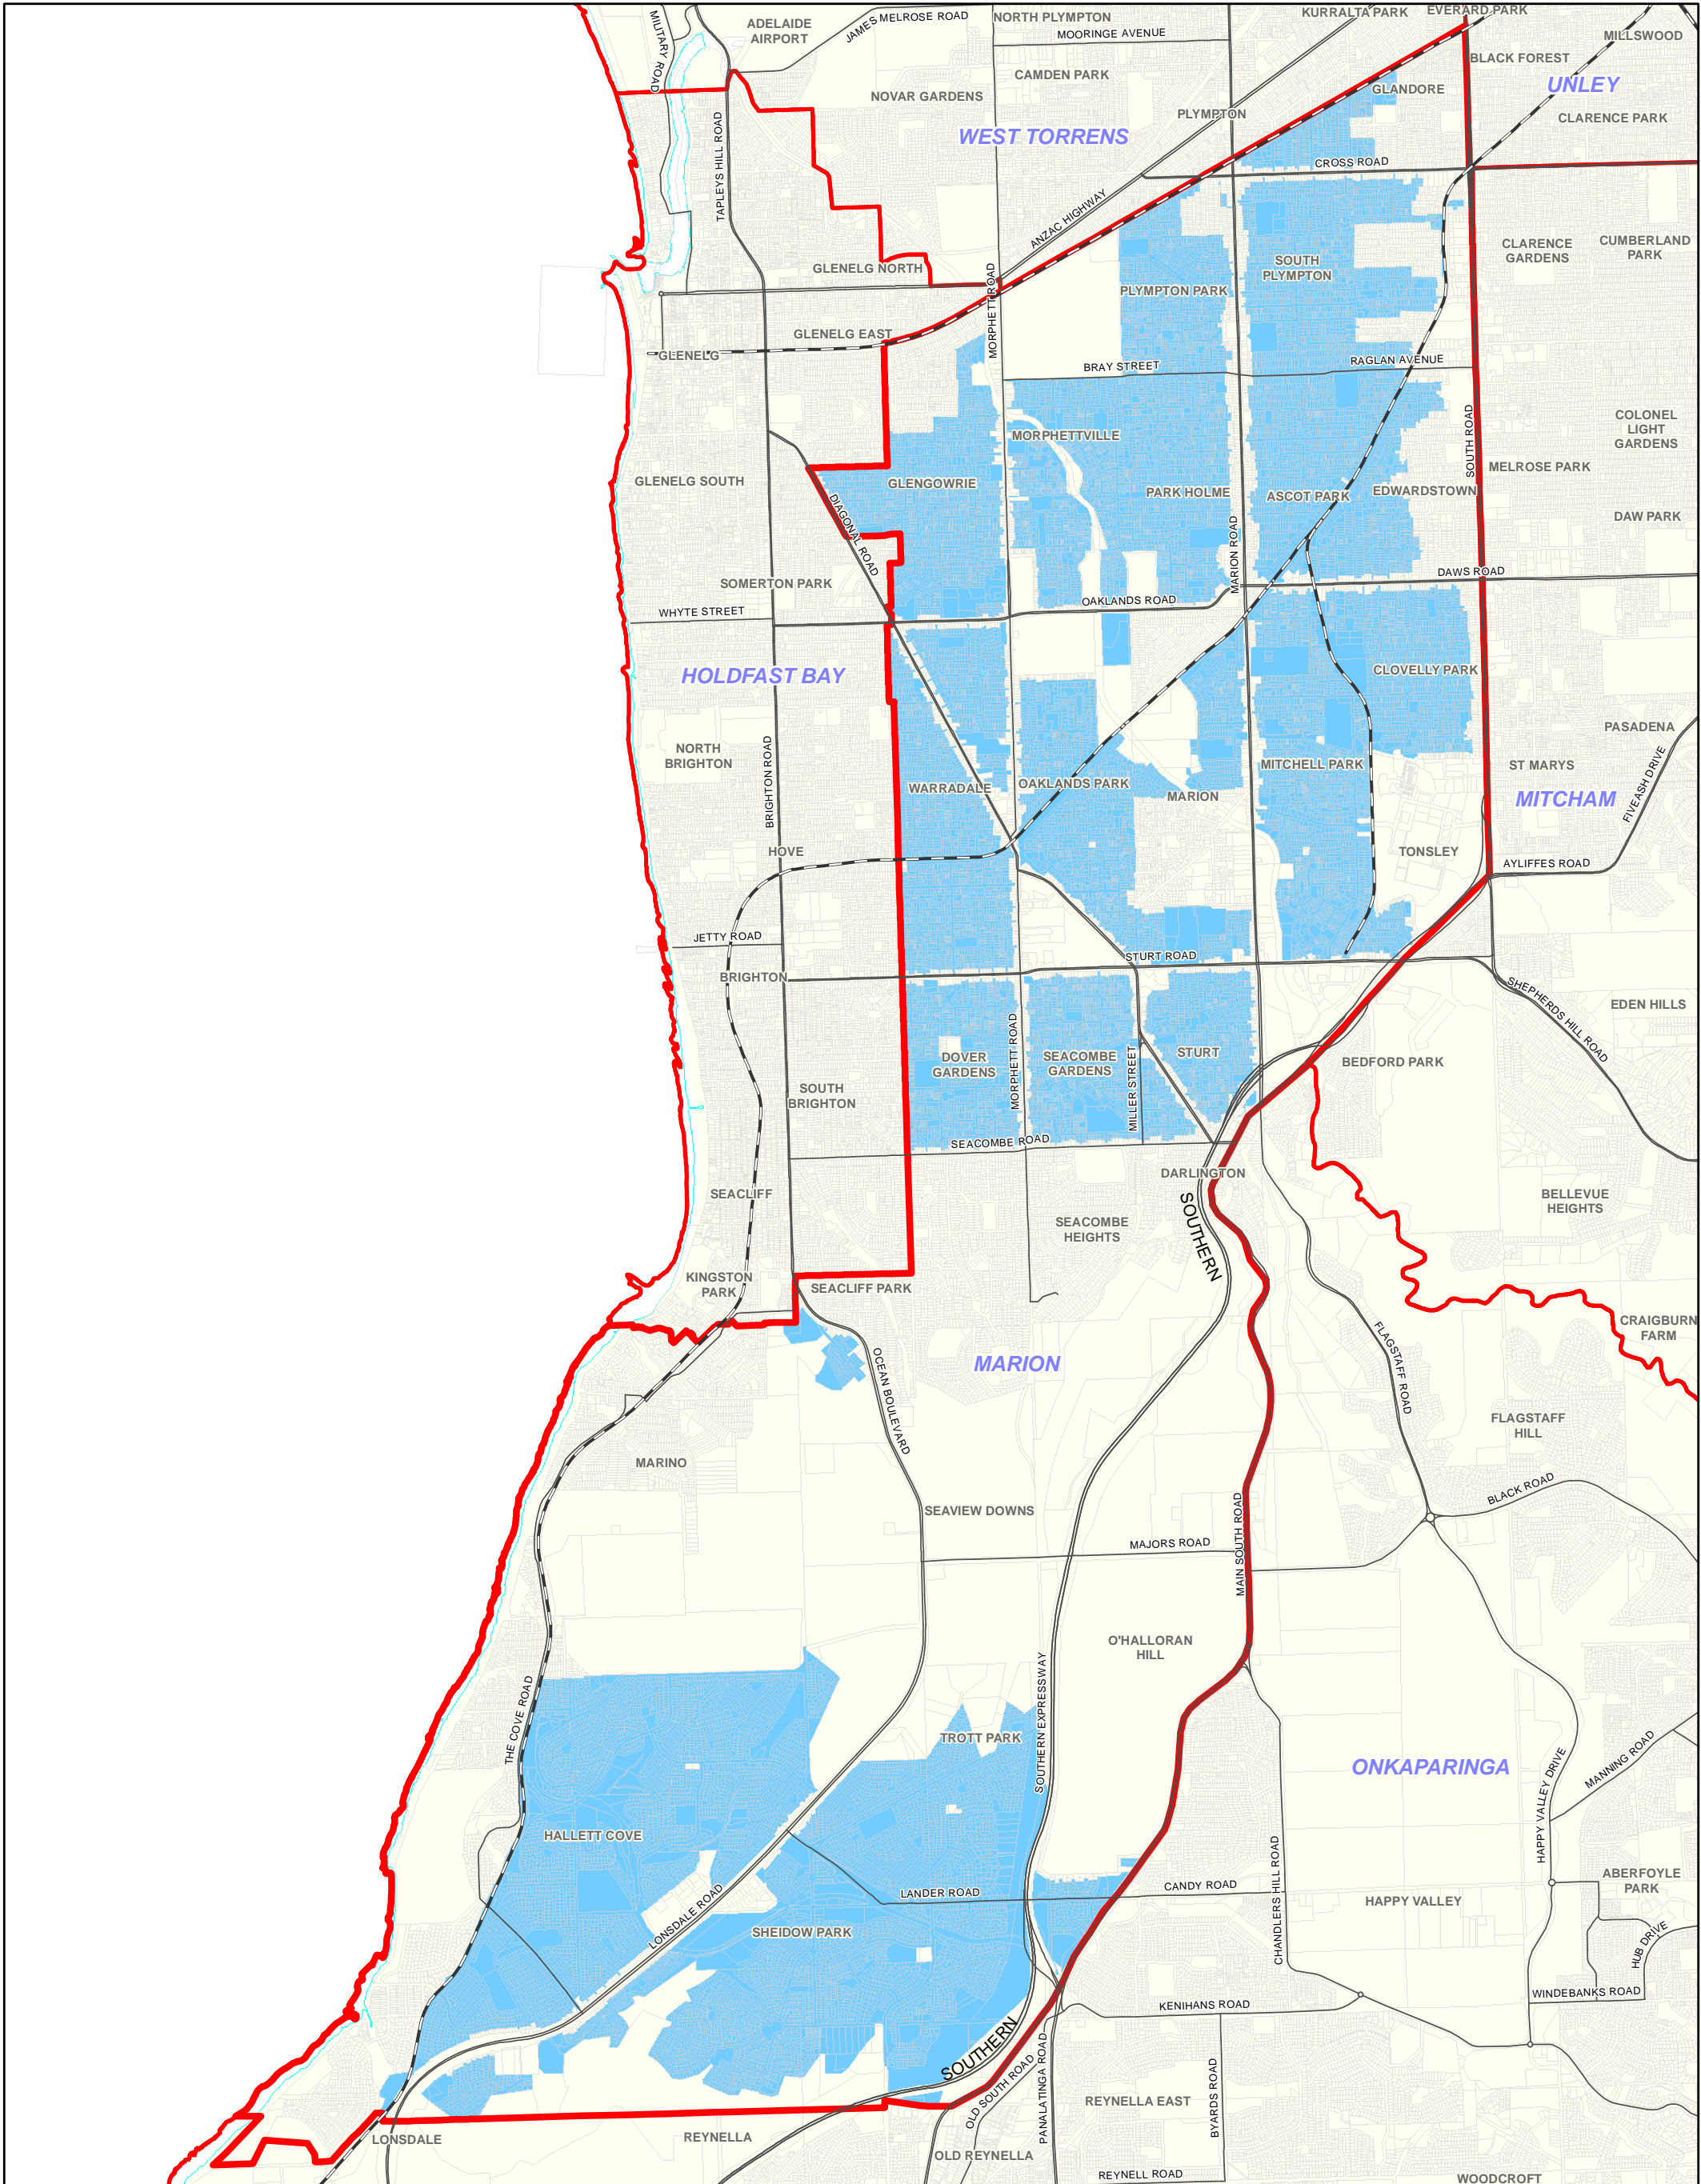 MILITARY ROAD
ADELAIDE
AIRPORT
JAMES MELROSE ROAD
NORTH PLYMPTON
MOORINGE AVENUE
KURRALTA PARK
EVERARD PARK
MILLSWOOD
BLACK FOREST
UNLEY
CAMDEN PARK
NOVAR GARDENS
GLANDORE
PLYMPTON
CLARENCE PARK
WEST TORRENS
TAPLEYS HILL ROAD
CROSS ROAD
ANZAC HIGHWAY
CLARENCE
GARDENS
CUMBERLAND
PARK
GLENELG NORTH
SOUTH
PLYMPTON
PLYMPTON PARK
MORPHETT ROAD
GLENELG EAST
GLENELG
BRAY STREET
RAGLAN AVENUE
COLONEL
LIGHT
GARDENS
SOUTH ROAD
MORPHETTVILLE
MELROSE PARK
GLENELG SOUTH
GLENGOWRIE
PARK HOLME
ASCOT PARK
EDWARDSTOWN
DAW PARK
DIAGONAL ROAD
MARION ROAD
DAWS ROAD
SOMERTON PARK
OAKLANDS ROAD
WHYTE STREET
HOLDFAST BAY
CLOVELLY PARK
PASADENA
NORTH
BRIGHTON
BRIGHTON ROAD
MITCHELL PARK
ST MARYS
FIVEASH DRIVE
WARRADALE
OAKLANDS PARK
MARION
MITCHAM
HOVE
TONSLEY
AYLIFFES ROAD
JETTY ROAD
STURT ROAD
BRIGHTON
SHEPHERDS HILL ROAD
EDEN HILLS
DOVER
GARDENS
MORPHETT ROAD
SEACOMBE
GARDENS
MILLER STREET
STURT
BEDFORD PARK
SOUTH
BRIGHTON
SEACOMBE ROAD
DARLINGTON
SEACLIFF
SOUTHERN
SEACOMBE
HEIGHTS
BELLEVUE
HEIGHTS
KINGSTON
PARK
SEACLIFF PARK
CRAIGBURN
FARM
OCEAN BOULEVARD
MARION
FLAGSTAFF ROAD
FLAGSTAFF
HILL
MARINO
BLACK ROAD
SEAVIEW DOWNS
MAJORS ROAD
MAIN SOUTH ROAD
O'HALLORAN
HILL
THE COVE ROAD
SOUTHERN EXPRESSWAY
TROTT PARK
ONKAPARINGA
HAPPY VALLEY DRIVE
MANNING ROAD
HALLETT COVE
CHANDLERS HILL ROAD
ABERFOYLE
PARK
LANDER ROAD
CANDY ROAD
HAPPY VALLEY
LONSDALE ROAD
SHEIDOW PARK
HUB DRIVE
WINDEBANKS ROAD
KENIHANS ROAD
SOUTHERN
OLD SOUTH ROAD
PANALATINGA ROAD
REYNELLA EAST
BYARDS ROAD
LONSDALE
REYNELLA
OLD REYNELLA
REYNELL ROAD
WOODCROFT